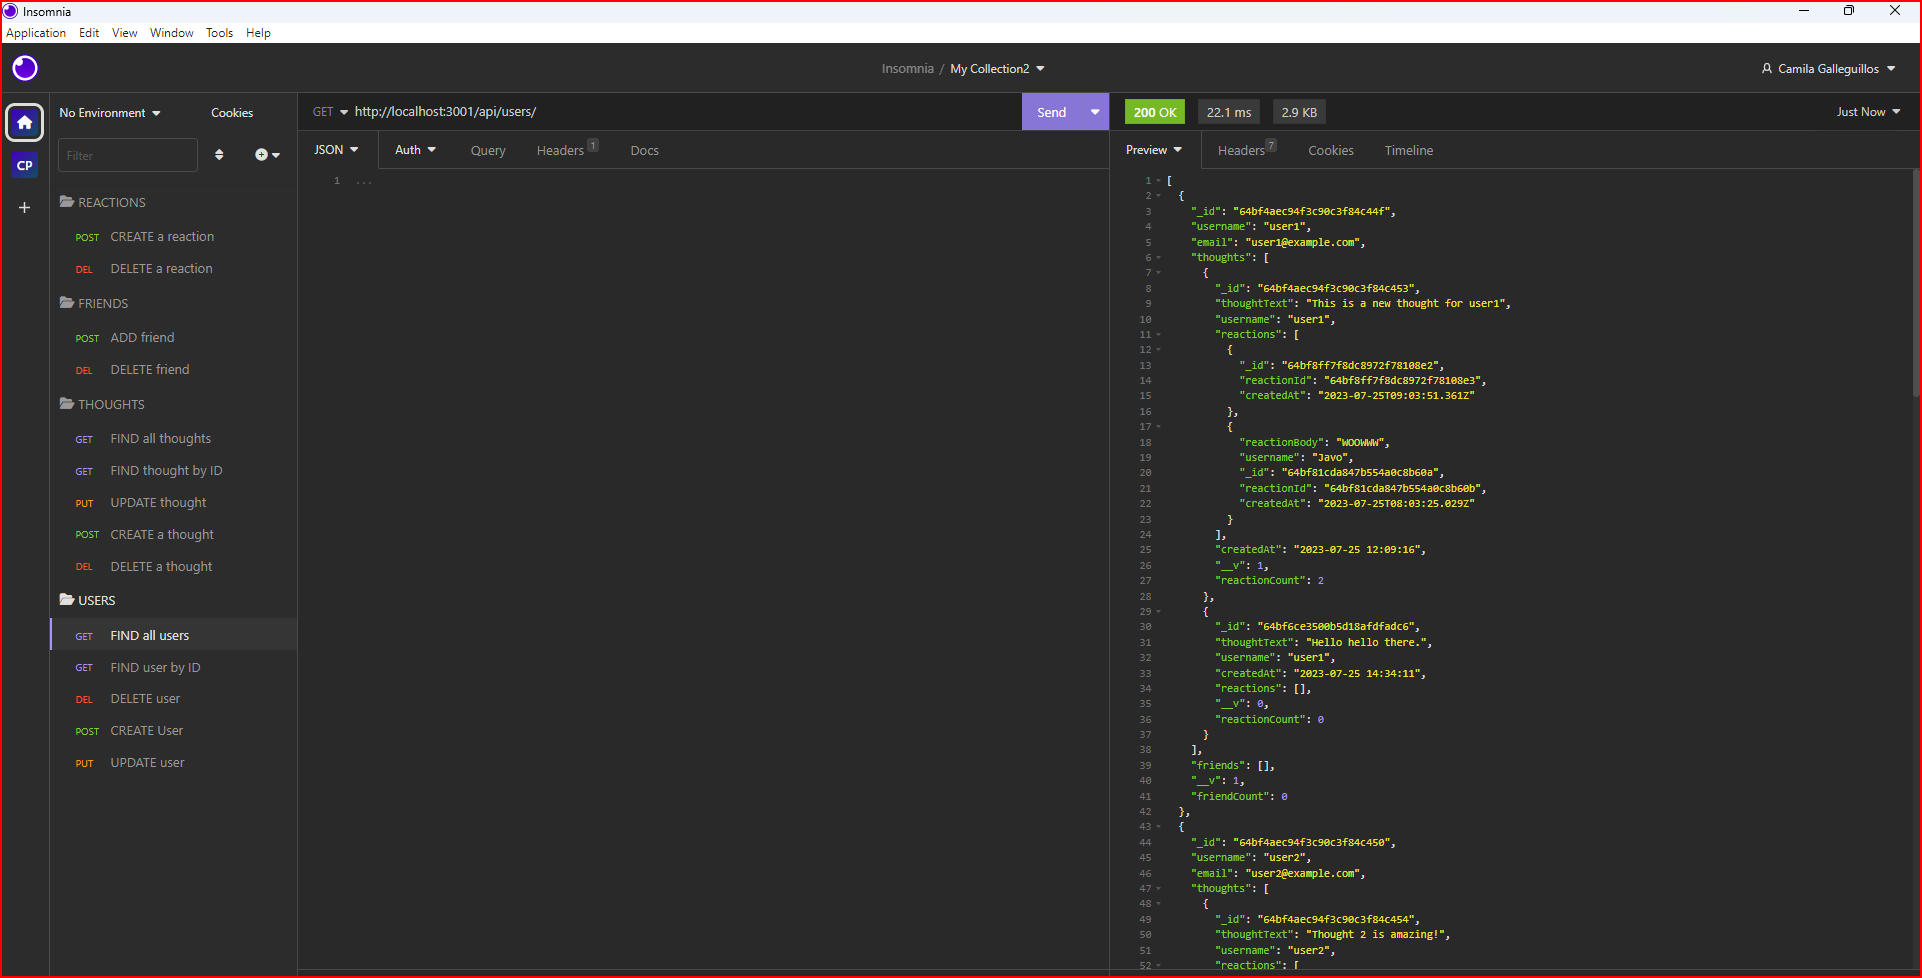 Insomnia
Application Edit View Window Tools Help
Insomnia / My Collection2
Camila Galleguillos
CP
+
No Environment Cookies
Filter
REACTIONS
POST CREATE a reaction
DEL DELETE a reaction
FRIENDS
POST ADD friend
DEL DELETE friend
THOUGHTS
GET FIND all thoughts
GET FIND thought by ID
PUT UPDATE thought
POST CREATE a thought
DEL DELETE a thought
USERS
GET FIND all users
GET FIND user by ID
DEL DELETE user
POST CREATE User
PUT UPDATE user
GET http://localhost:3001/api/users/ Send
JSON Auth Query Headers 1 Docs
1 ...
200 OK 22.1 ms 2.9 KB Just Now
Preview Headers 7 Cookies Timeline
1 [
2 {
3 "_id": "64bf4aec94f3c90c3f84c44f",
4 "username": "user1",
5 "email": "user1@example.com",
6 "thoughts": [
7 {
8 "_id": "64bf4aec94f3c90c3f84c453",
9 "thoughtText": "This is a new thought for user1",
10 "username": "user1",
11 "reactions": [
12 {
13 "_id": "64bf8ff7f8dc8972f78108e2",
14 "reactionId": "64bf8ff7f8dc8972f78108e3",
15 "createdAt": "2023-07-25T09:03:51.361Z"
16 },
17 {
18 "reactionBody": "WOOWWW",
19 "username": "Javo",
20 "_id": "64bf81cda847b554a0c8b60a",
21 "reactionId": "64bf81cda847b554a0c8b60b",
22 "createdAt": "2023-07-25T08:03:25.029Z"
23 }
24 ],
25 "createdAt": "2023-07-25 12:09:16",
26 "__v": 1,
27 "reactionCount": 2
28 },
29 {
30 "_id": "64bf6ce3500b5d18afdfadc6",
31 "thoughtText": "Hello hello there.",
32 "username": "user1",
33 "createdAt": "2023-07-25 14:34:11",
34 "reactions": [],
35 "__v": 0,
36 "reactionCount": 0
37 }
38 ],
39 "friends": [],
40 "__v": 1,
41 "friendCount": 0
42 },
43 {
44 "_id": "64bf4aec94f3c90c3f84c450",
45 "username": "user2",
46 "email": "user2@example.com",
47 "thoughts": [
48 {
49 "_id": "64bf4aec94f3c90c3f84c454",
50 "thoughtText": "Thought 2 is amazing!",
51 "username": "user2",
52 "reactions": [